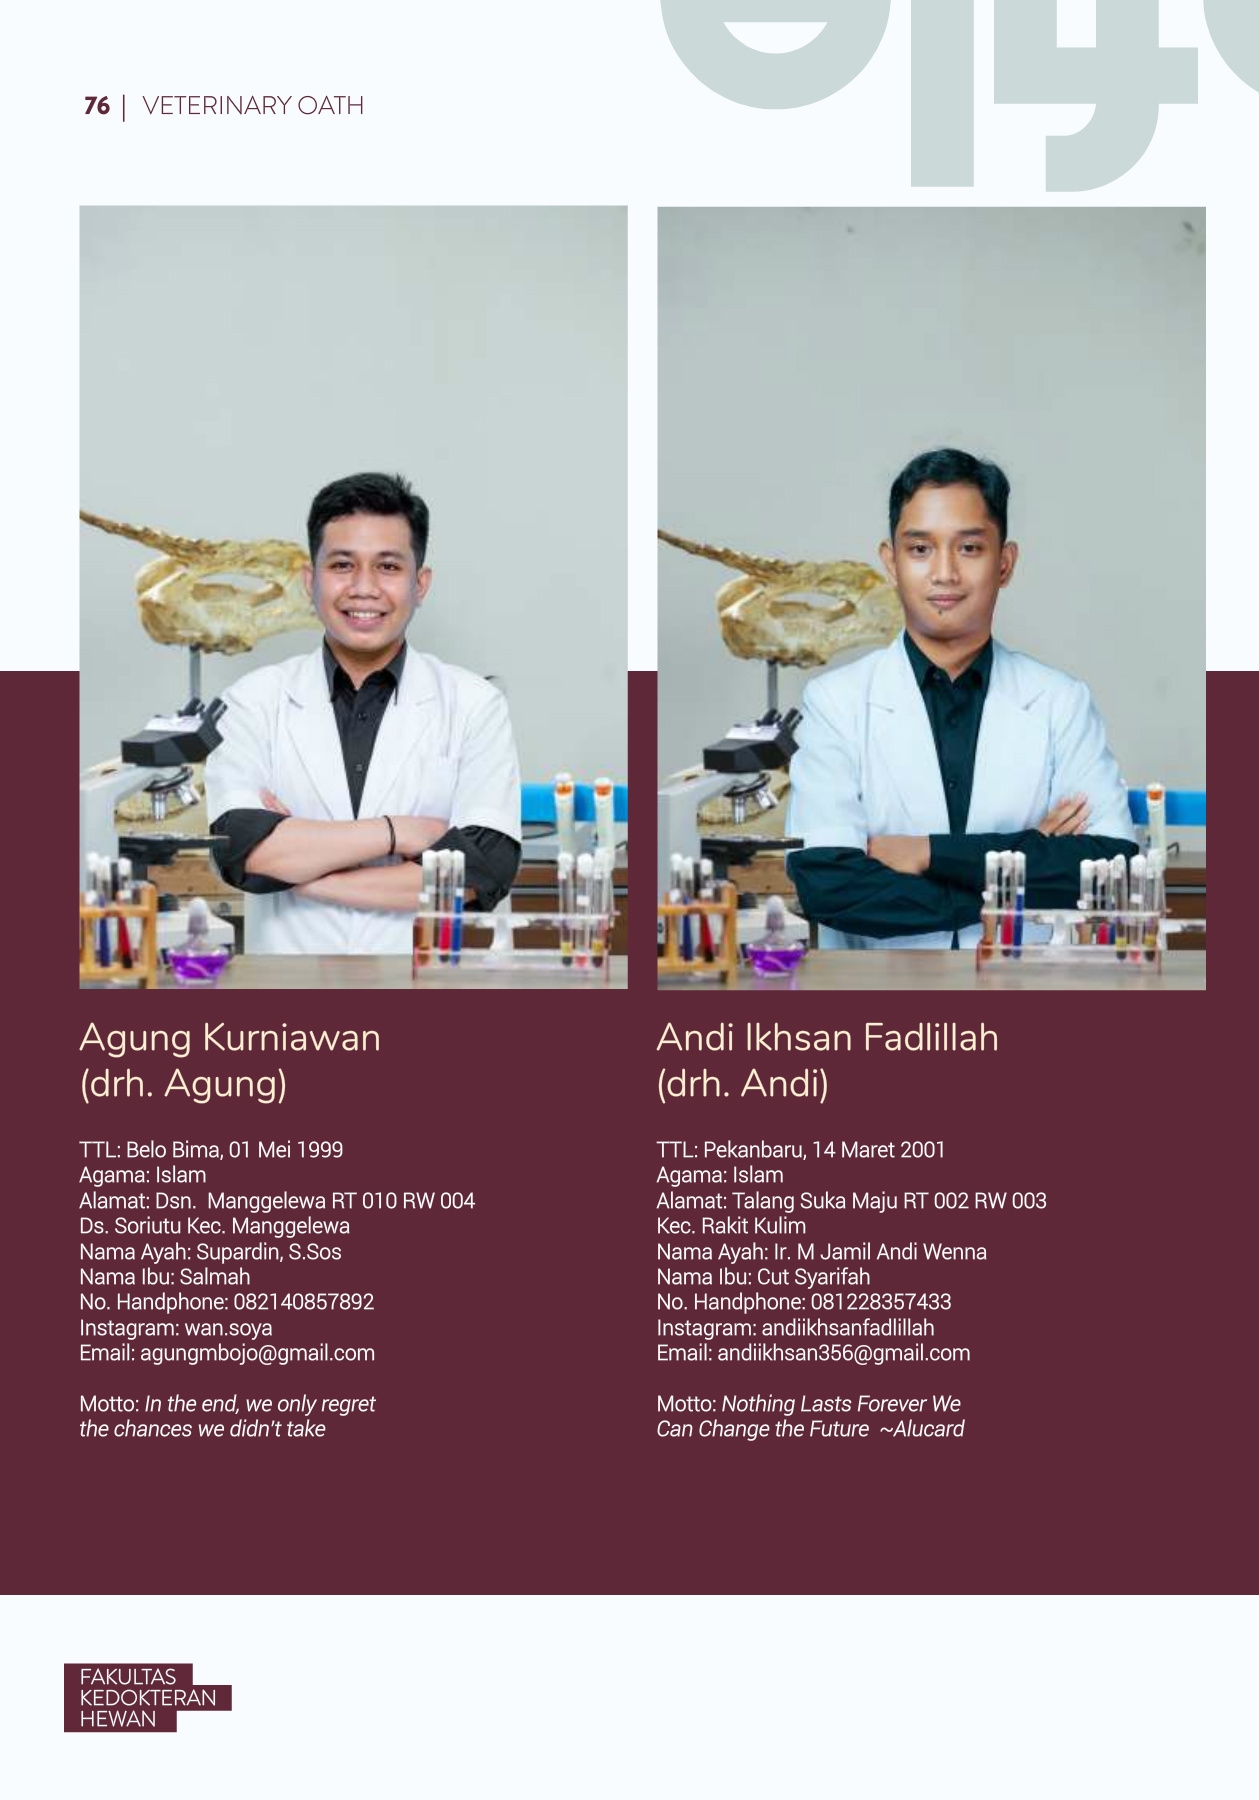 76 | VETERINARY OATH
Agung Kurniawan
(drh. Agung)
TTL: Belo Bima, 01 Mei 1999
Agama: Islam
Alamat: Dsn.  Manggelewa RT 010 RW 004
Ds. Soriutu Kec. Manggelewa
Nama Ayah: Supardin, S.Sos
Nama Ibu: Salmah
No. Handphone: 082140857892
Instagram: wan.soya
Email: agungmbojo@gmail.com
Motto: In the end, we only regret
the chances we didn't take
Andi Ikhsan Fadlillah
(drh. Andi)
TTL: Pekanbaru, 14 Maret 2001
Agama: Islam
Alamat: Talang Suka Maju RT 002 RW 003
Kec. Rakit Kulim
Nama Ayah: Ir. M Jamil Andi Wenna
Nama Ibu: Cut Syarifah
No. Handphone: 081228357433
Instagram: andiikhsanfadlillah
Email: andiikhsan356@gmail.com
Motto: Nothing Lasts Forever We
Can Change the Future  ~Alucard
FAKULTAS
KEDOKTERAN
HEWAN